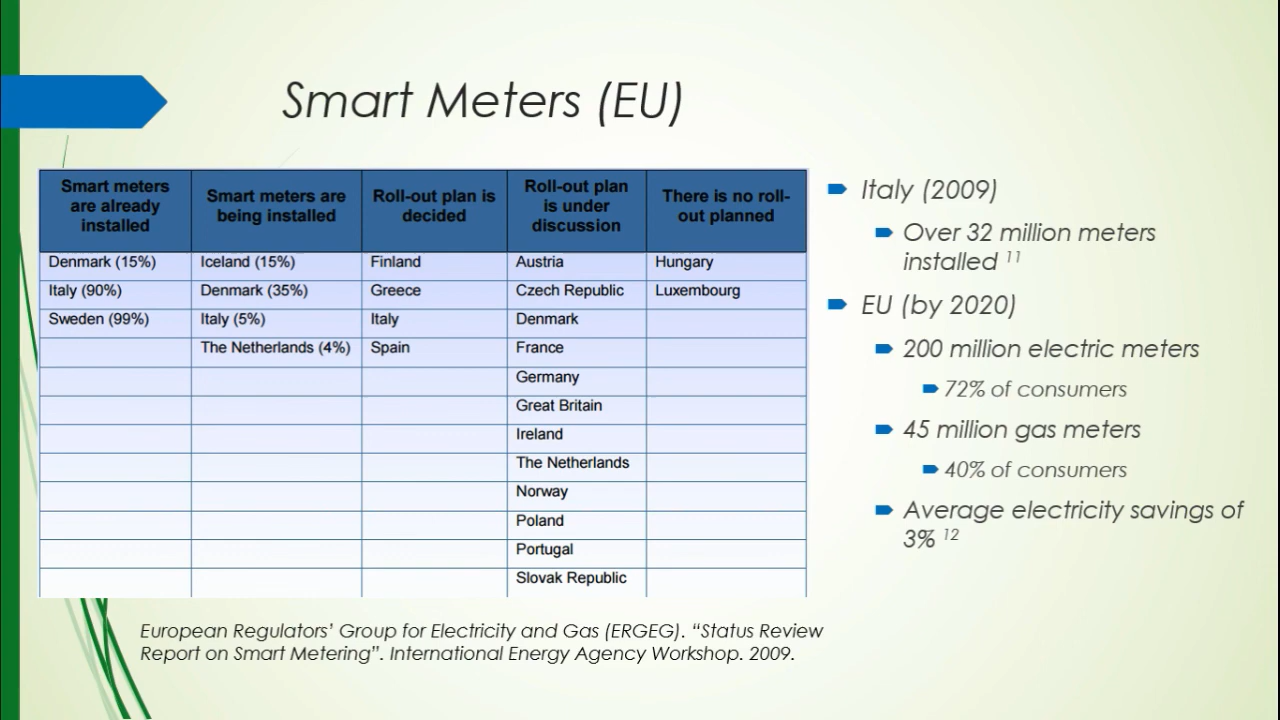 Smart Meters (EU)
Smart meters are already installed | Smart meters are being installed | Roll-out plan is decided | Roll-out plan is under discussion | There is no roll-out planned
Denmark (15%) | Iceland (15%) | Finland | Austria | Hungary
Italy (90%) | Denmark (35%) | Greece | Czech Republic | Luxembourg
Sweden (99%) | Italy (5%) | Italy | Denmark
The Netherlands (4%) | Spain | France
Germany
Great Britain
Ireland
The Netherlands
Norway
Poland
Portugal
Slovak Republic
European Regulators’ Group for Electricity and Gas (ERGEG). “Status Review
Report on Smart Metering”. International Energy Agency Workshop. 2009.
Italy (2009)
Over 32 million meters
installed 11
EU (by 2020)
200 million electric meters
72% of consumers
45 million gas meters
40% of consumers
Average electricity savings of
3% 12